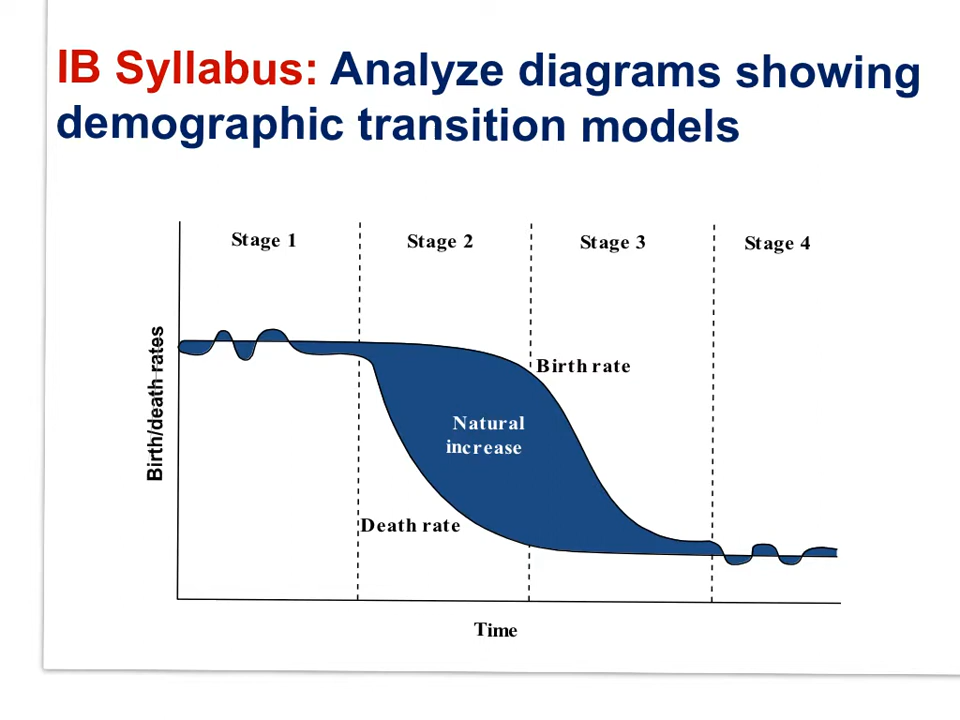 IB Syllabus: Analyze diagrams showing
demographic transition models
Stage 1
Stage 2
Stage 3
Stage 4
Birth/death rates
Birth rate
Natural
increase
Death rate
Time